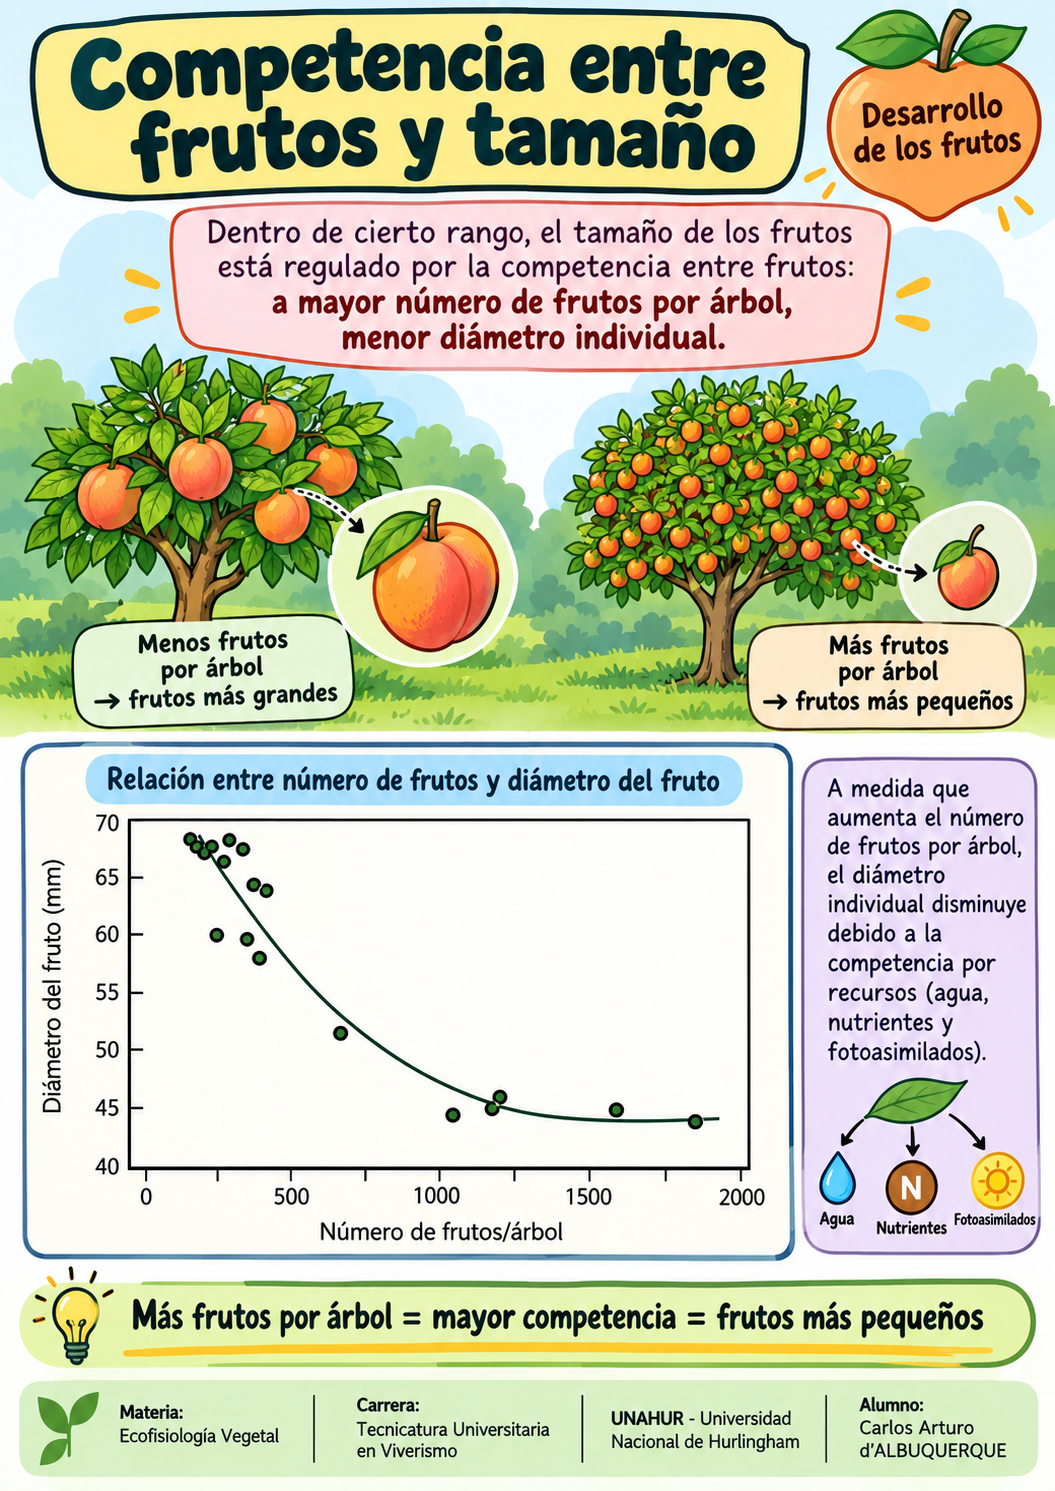 Competencia entre
frutos y tamaño
Desarrollo
de los frutos
Dentro de cierto rango, el tamaño de los frutos
está regulado por la competencia entre frutos:
a mayor número de frutos por árbol,
menor diámetro individual.
Menos frutos
por árbol
→ frutos más grandes
Más frutos
por árbol
→ frutos más pequeños
Relación entre número de frutos y diámetro del fruto
Diámetro del fruto (mm)
70
65
60
55
50
45
40
0 500 1000 1500 2000
Número de frutos/árbol
A medida que
aumenta el número
de frutos por árbol,
el diámetro
individual disminuye
debido a la
competencia por
recursos (agua,
nutrientes y
fotoasimilados).
N
Agua
Nutrientes
Fotoasimilados
Más frutos por árbol = mayor competencia = frutos más pequeños
Materia:
Ecofisiología Vegetal
Carrera:
Tecnicatura Universitaria
en Viverismo
UNAHUR - Universidad
Nacional de Hurlingham
Alumno:
Carlos Arturo
d'ALBUQUERQUE